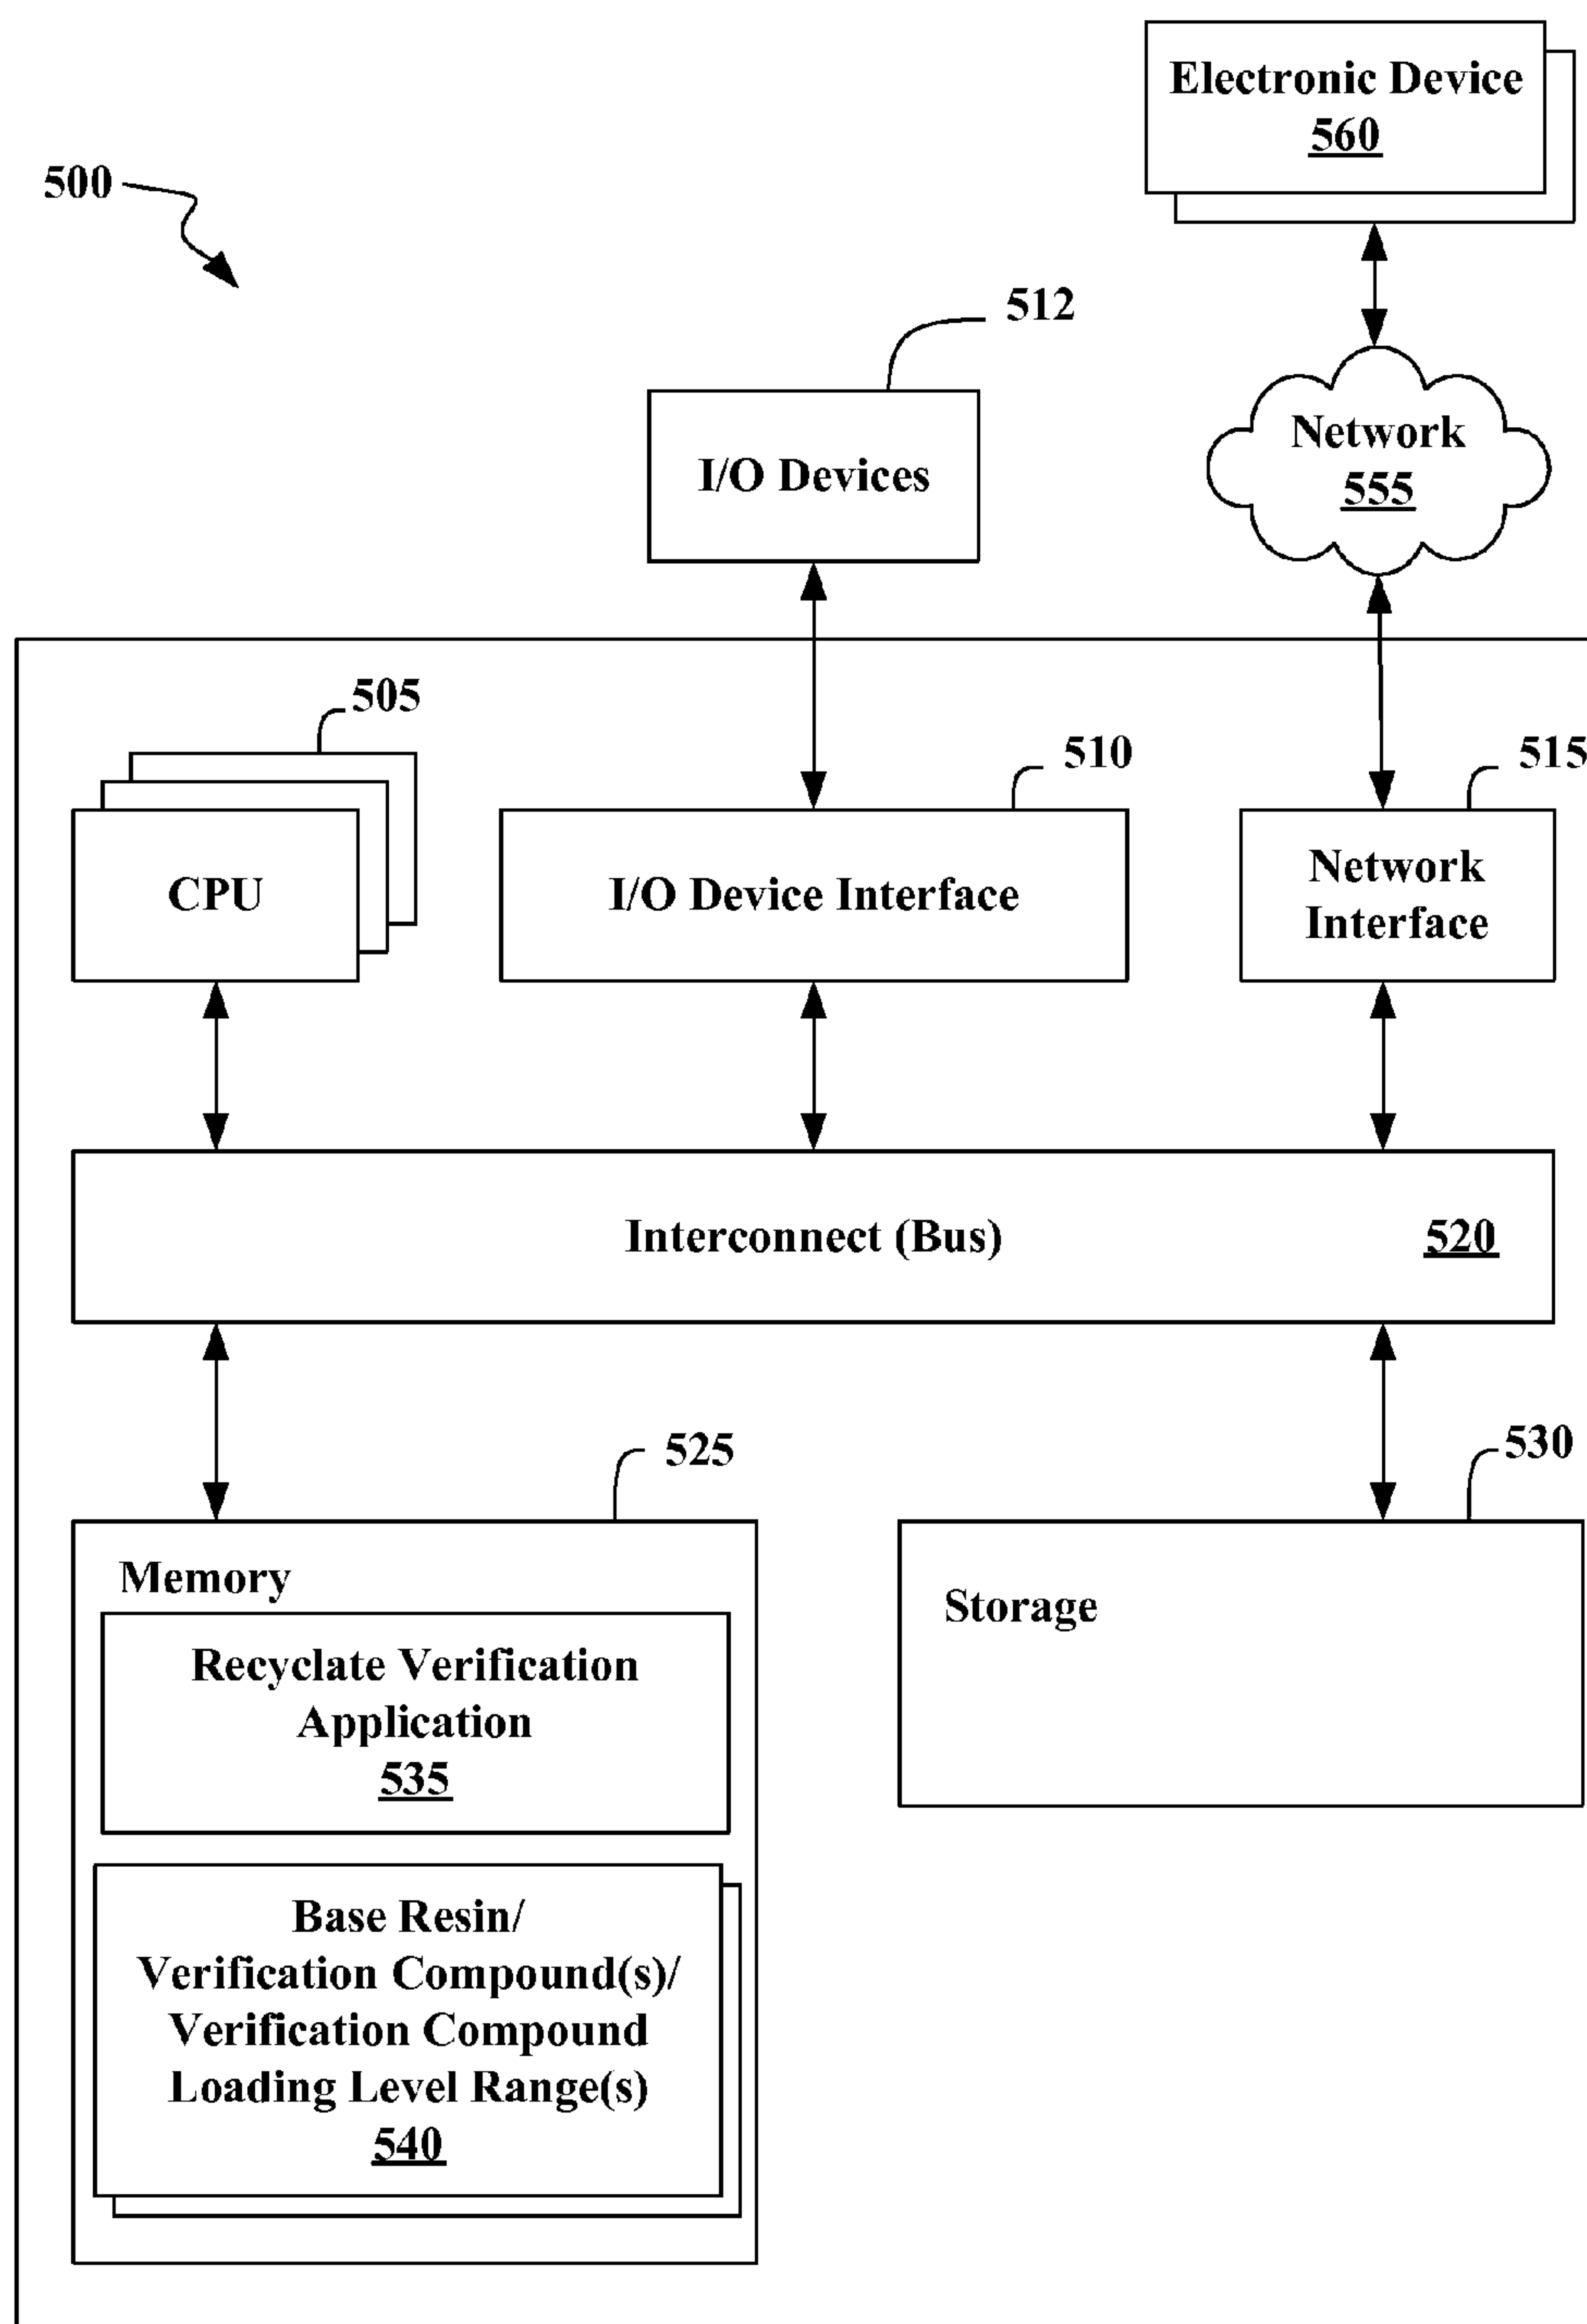 Electronic Device
560
500
512
I/O Devices
Network
555
505
510
515
CPU
I/O Device Interface
Network
Interface
Interconnect (Bus)
520
525
530
Memory
Storage
Recyclate Verification
Application
535
Base Resin/
Verification Compound(s)/
Verification Compound
Loading Level Range(s)
540